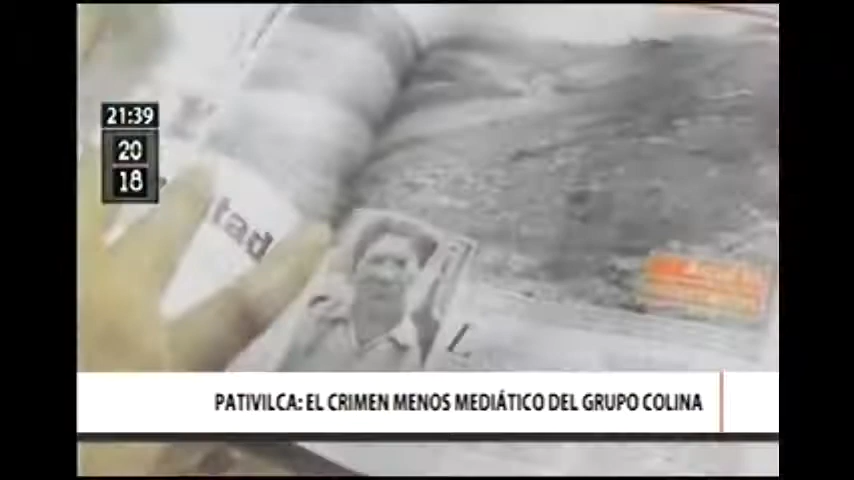 21:39
20
18
tad
L
PATIVILCA: EL CRIMEN MENOS MEDIÁTICO DEL GRUPO COLINA